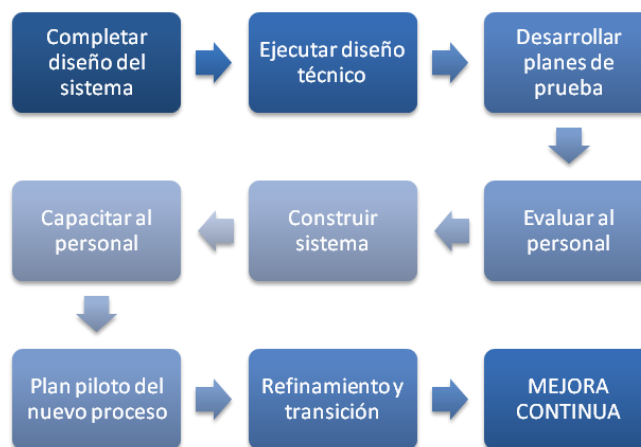 Completar
diseño del
sistema
Ejecutar diseño
técnico
Desarrollar
planes de
prueba
Evaluar al
personal
Construir
sistema
Capacitar al
personal
Plan piloto del
nuevo proceso
Refinamiento y
transición
MEJORA
CONTINUA